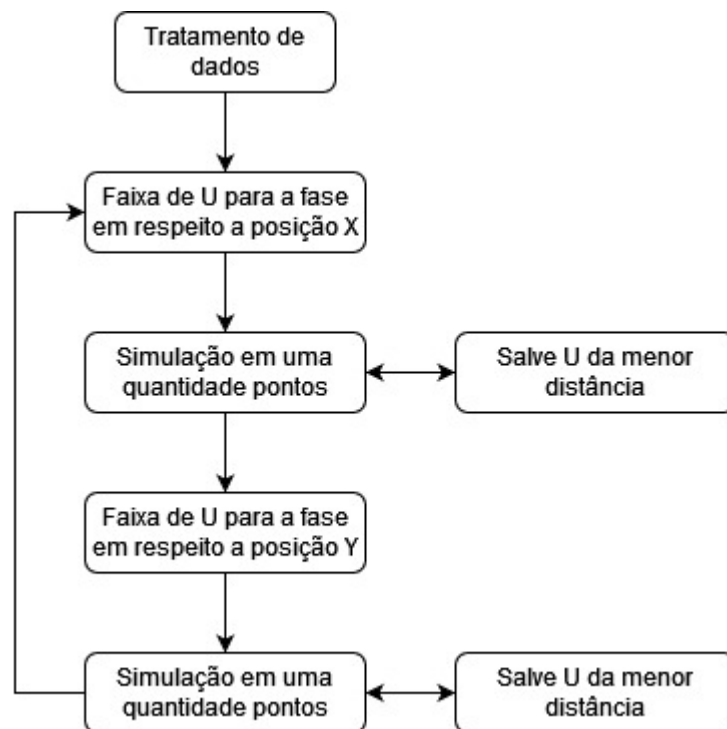 Tratamento de
dados
Faixa de U para a fase
em respeito a posição X
Simulação em uma
quantidade pontos
Salve U da menor
distância
Faixa de U para a fase
em respeito a posição Y
Simulação em uma
quantidade pontos
Salve U da menor
distância